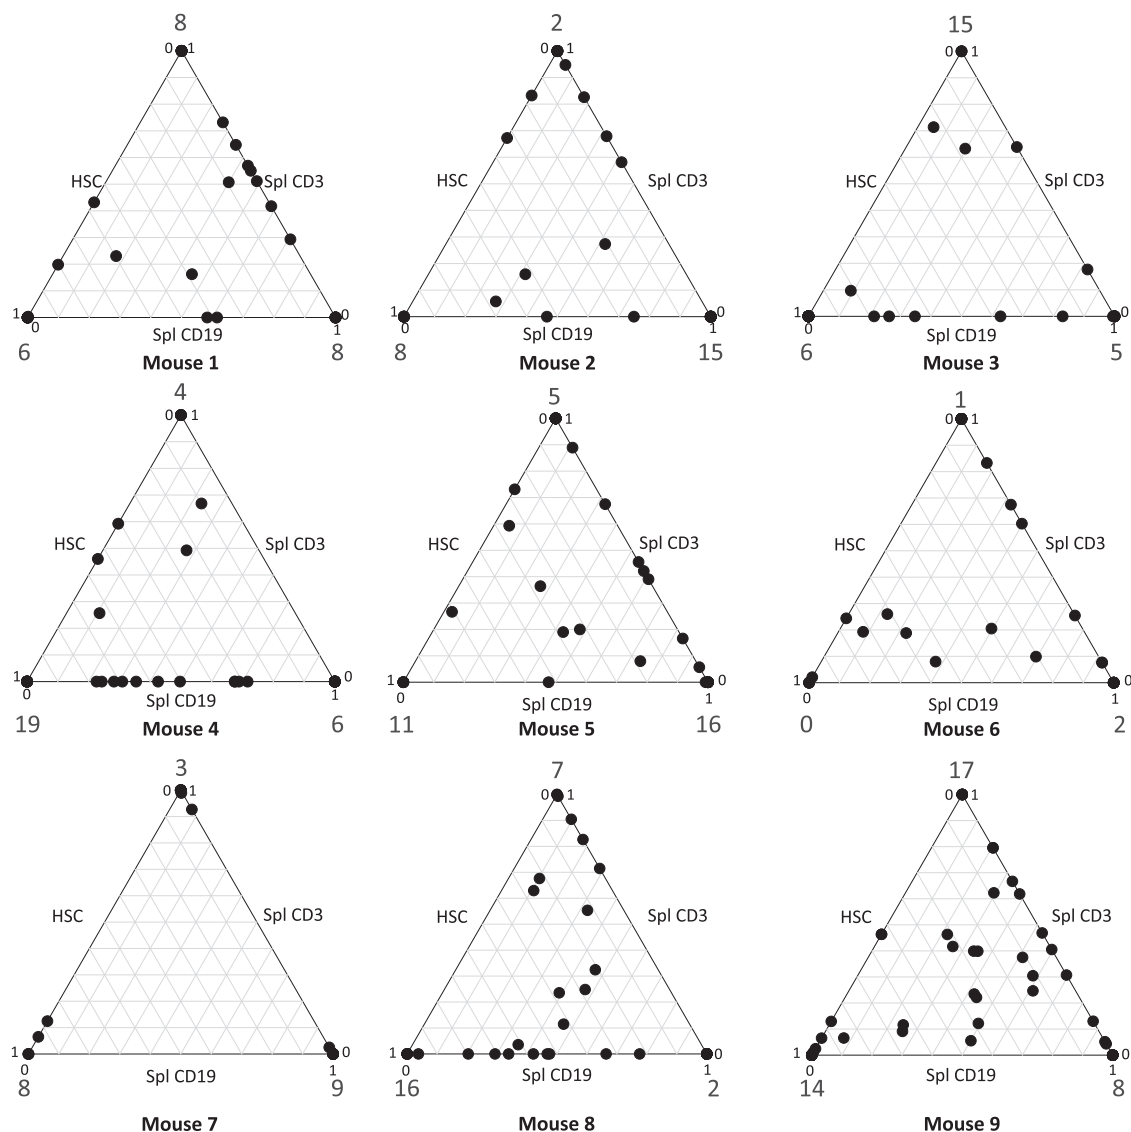 8
0 1
HSC Spl CD3
1 0
0 1
Spl CD19
6 8
Mouse 1
2
0 1
HSC Spl CD3
1 0
0 1
Spl CD19
8 15
Mouse 2
15
0 1
HSC Spl CD3
1 0
0 1
Spl CD19
6 5
Mouse 3
4
0 1
HSC Spl CD3
1 0
0 1
Spl CD19
19 6
Mouse 4
5
0 1
HSC Spl CD3
1 0
0 1
Spl CD19
11 16
Mouse 5
1
0 1
HSC Spl CD3
1 0
0 1
Spl CD19
0 2
Mouse 6
3
0 1
HSC Spl CD3
1 0
0 1
Spl CD19
8 9
Mouse 7
7
0 1
HSC Spl CD3
1 0
0 1
Spl CD19
16 2
Mouse 8
17
0 1
HSC Spl CD3
1 0
0 1
Spl CD19
14 8
Mouse 9